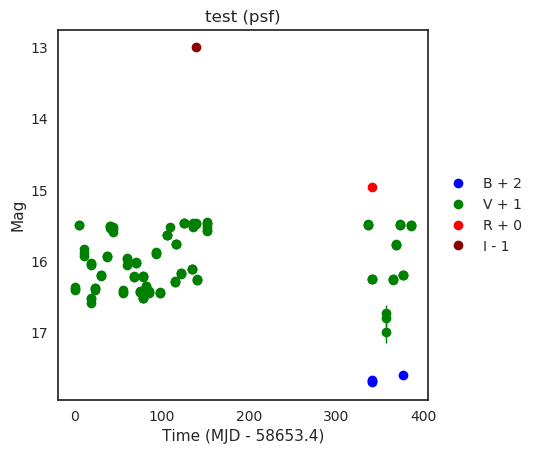 test (psf)
Mag
13
14
15
16
17
0
100
200
300
400
Time (MJD - 58653.4)
B + 2
V + 1
R + 0
I - 1